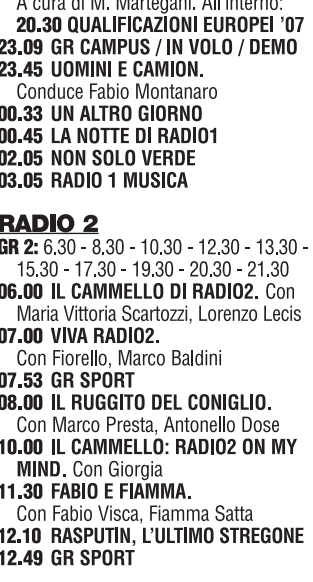 A cura di M. Martegani. All'interno:
20.30 QUALIFICAZIONI EUROPEI '07
23.09 GR CAMPUS / IN VOLO / DEMO
23.45 UOMINI E CAMION.
Conduce Fabio Montanaro
00.33 UN ALTRO GIORNO
00.45 LA NOTTE DI RADIO1
02.05 NON SOLO VERDE
03.05 RADIO 1 MUSICA
RADIO 2
GR 2: 6.30 - 8.30 - 10.30 - 12.30 - 13.30 -
15.30 - 17.30 - 19.30 - 20.30 - 21.30
06.00 IL CAMMELLO DI RADIO2. Con
Maria Vittoria Scartozzi, Lorenzo Lecis
07.00 VIVA RADIO2.
Con Fiorello, Marco Baldini
07.53 GR SPORT
08.00 IL RUGGITO DEL CONIGLIO.
Con Marco Presta, Antonello Dose
10.00 IL CAMMELLO: RADIO2 ON MY
MIND. Con Giorgia
11.30 FABIO E FIAMMA.
Con Fabio Visca, Fiamma Satta
12.10 RASPUTIN, L'ULTIMO STREGONE
12.49 GR SPORT